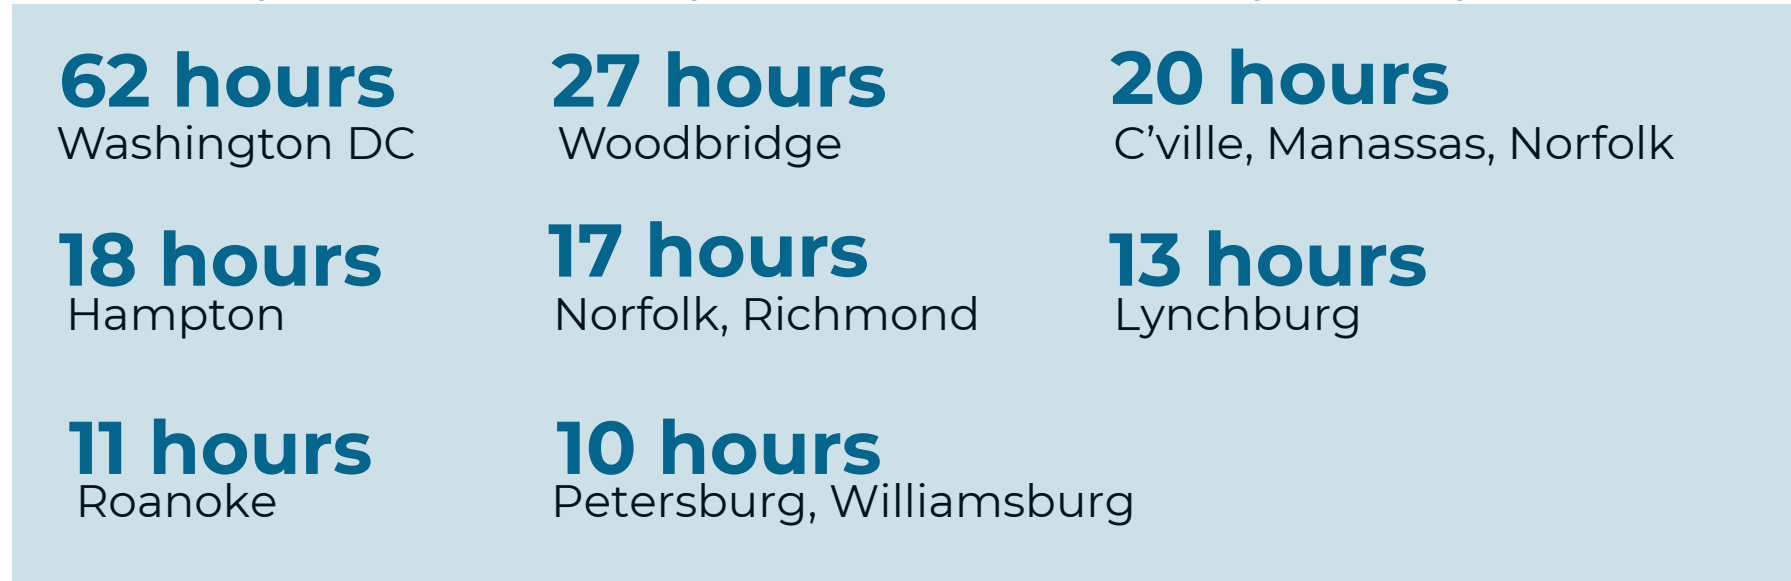 62 hours
Washington DC
27 hours
Woodbridge
20 hours
C’ville, Manassas, Norfolk
18 hours
Hampton
17 hours
Norfolk, Richmond
13 hours
Lynchburg
11 hours
Roanoke
10 hours
Petersburg, Williamsburg